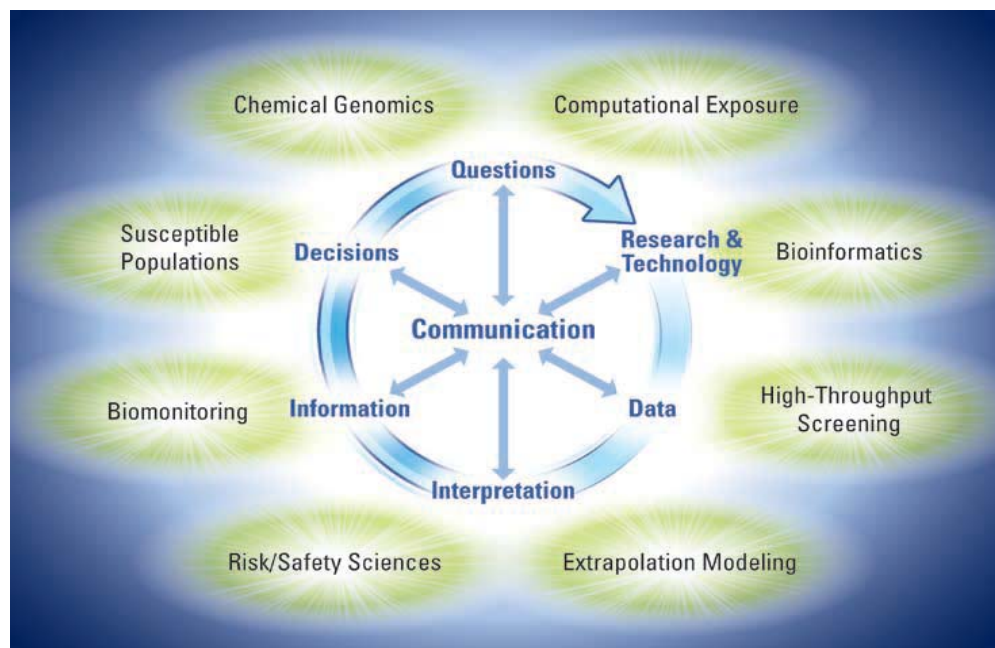 Chemical Genomics
Computational Exposure
Questions
Susceptible
Populations
Decisions
Research &
Technology
Bioinformatics
Communication
Biomonitoring
Information
Data
High-Throughput
Screening
Interpretation
Risk/Safety Sciences
Extrapolation Modeling